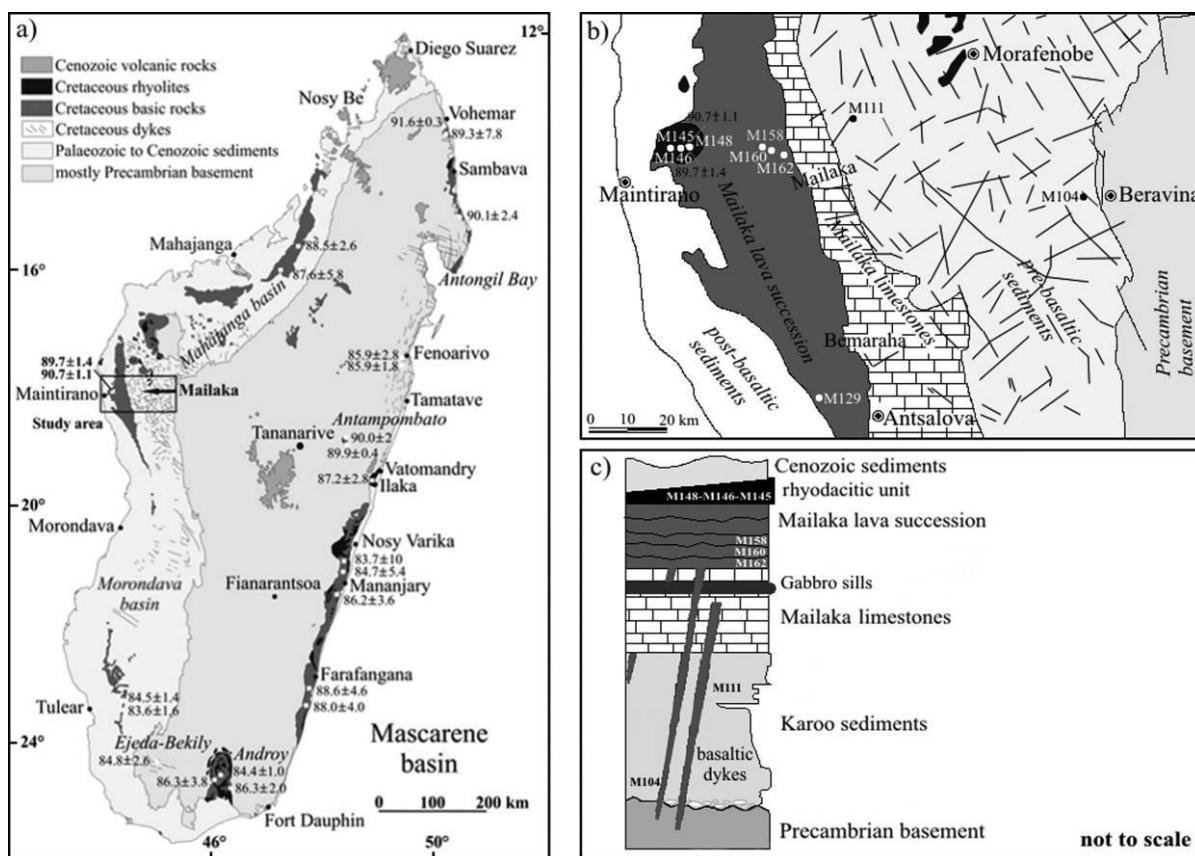 a)
12°
Cenozoic volcanic rocks
Cretaceous rhyolites
Cretaceous basic rocks
Cretaceous dykes
Palaeozoic to Cenozoic sediments
mostly Precambrian basement
Diego Suarez
Nosy Be
Vohemar
91.6±0.3
89.3±7.8
Sambava
90.1±2.4
Mahajanga
88.5±2.6
16°
87.6±5.8
Antongil Bay
Mahajanga basin
89.7±1.4
90.7±1.1
85.9±2.8
85.9±1.8
Fenoarivo
Maintirano
Mailaka
Study area
Tamatave
Antampombato
Tananarive
90.0±2
89.9±0.4
Vatomandry
87.2±2.8
Ilaka
20°
Morondava
Nosy Varika
83.7±10
84.7±5.4
Fianarantsoa
Mananjary
86.2±3.6
Morondava
basin
Farafangana
88.6±4.6
88.0±4.0
84.5±1.4
83.6±1.6
Tulear
24°
Ejeda-Bekily
Androy
84.8±2.6
84.4±1.0
86.3±3.8
86.3±2.0
Mascarene
basin
0 100 200 km
Fort Dauphin
46°
50°
b)
Morafenobe
M111
90.7±1.1
M145
M148
M158
M146
M160
M162
89.7±1.4
Mailaka
Maintirano
M104
Beravina
Mailaka lava succession
Mailaka limestones
Pre-basaltic
sediments
Precambrian
basement
post-basaltic
sediments
Bemaraha
M129
Antsalova
0 10 20 km
c)
Cenozoic sediments
rhyodacitic unit
M148-M146-M145
Mailaka lava succession
M158
M160
M162
Gabbro sills
Mailaka limestones
M111
Karoo sediments
basaltic
dykes
M104
Precambrian basement
not to scale